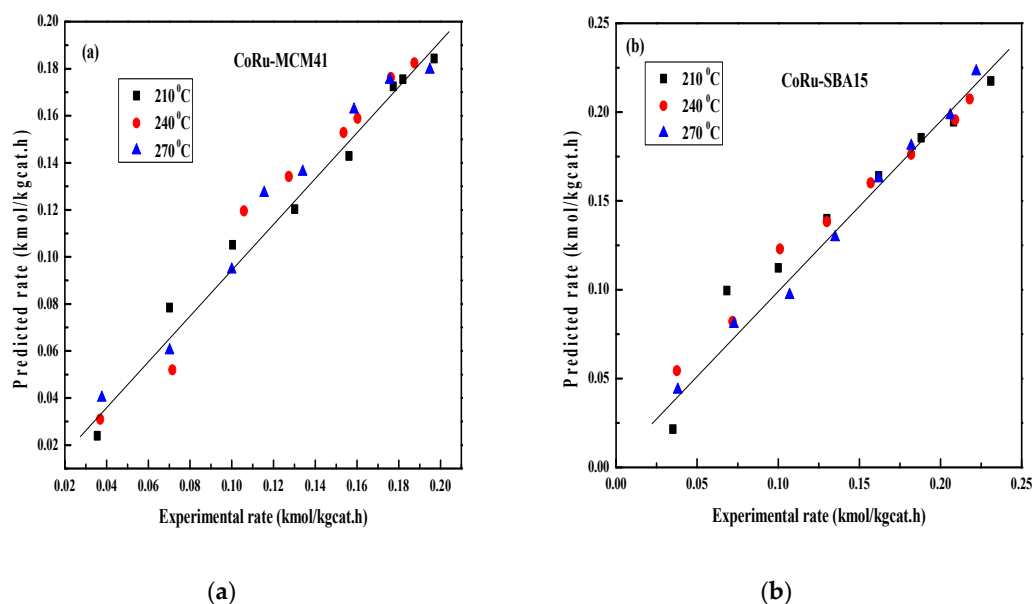 (a)
CoRu-MCM41
210 ⁰C
240 ⁰C
270 ⁰C
0.20
0.18
0.16
0.14
0.12
0.10
0.08
0.06
0.04
0.02
Predicted rate (kmol/kgcat.h)
0.02 0.04 0.06 0.08 0.10 0.12 0.14 0.16 0.18 0.20
Experimental rate (kmol/kgcat.h)
(a)
(b)
CoRu-SBA15
210 ⁰C
240 ⁰C
270 ⁰C
0.25
0.20
0.15
0.10
0.05
0.00
Predicted rate (kmol/kgcat.h)
0.00 0.05 0.10 0.15 0.20 0.25
Experimental rate (kmol/kgcat.h)
(b)